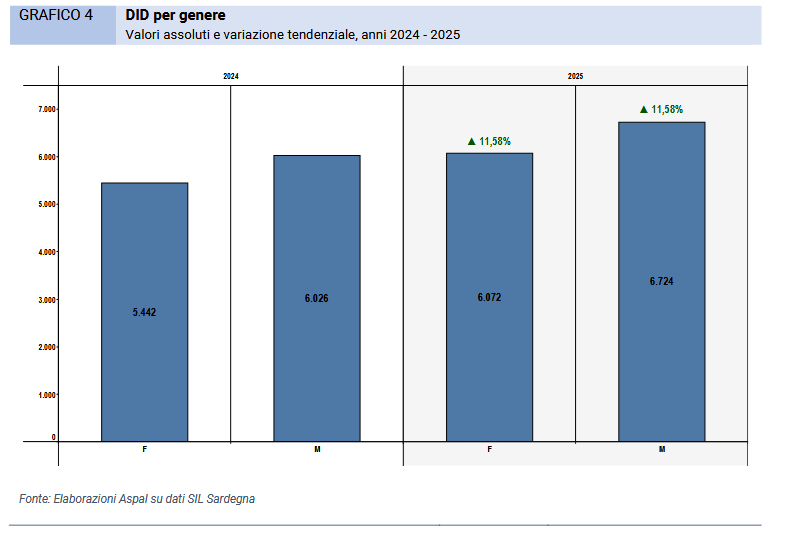 GRAFICO 4
DID per genere
Valori assoluti e variazione tendenziale, anni 2024 - 2025
2024
2025
7.000
6.000
5.000
4.000
3.000
2.000
1.000
0
▲ 11,58%
▲ 11,58%
5.442
6.026
6.072
6.724
F
M
F
M
Fonte: Elaborazioni Aspal su dati SIL Sardegna